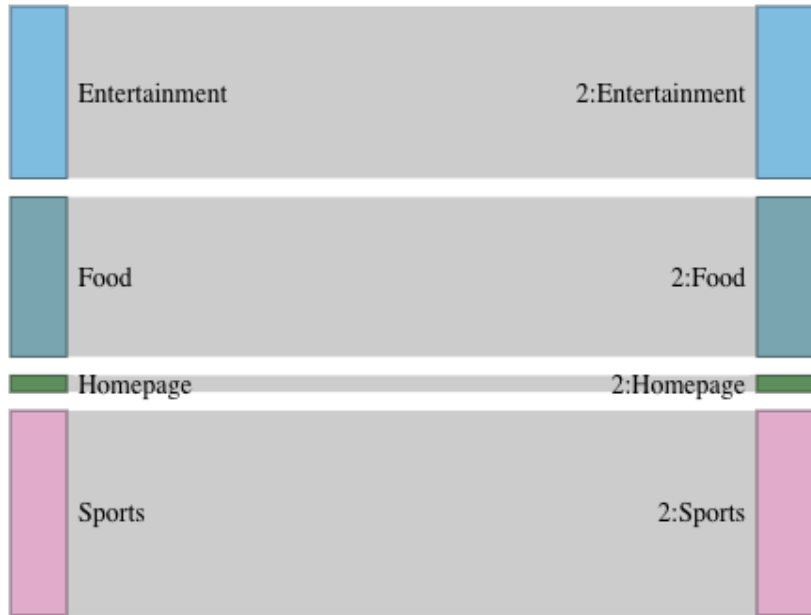 Entertainment
2:Entertainment
Food
2:Food
Homepage
2:Homepage
Sports
2:Sports